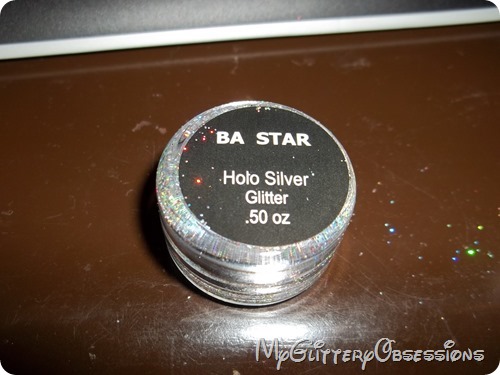 BA STAR
Holo Silver
Glitter
.50 oz
MyGlitteryObsessions